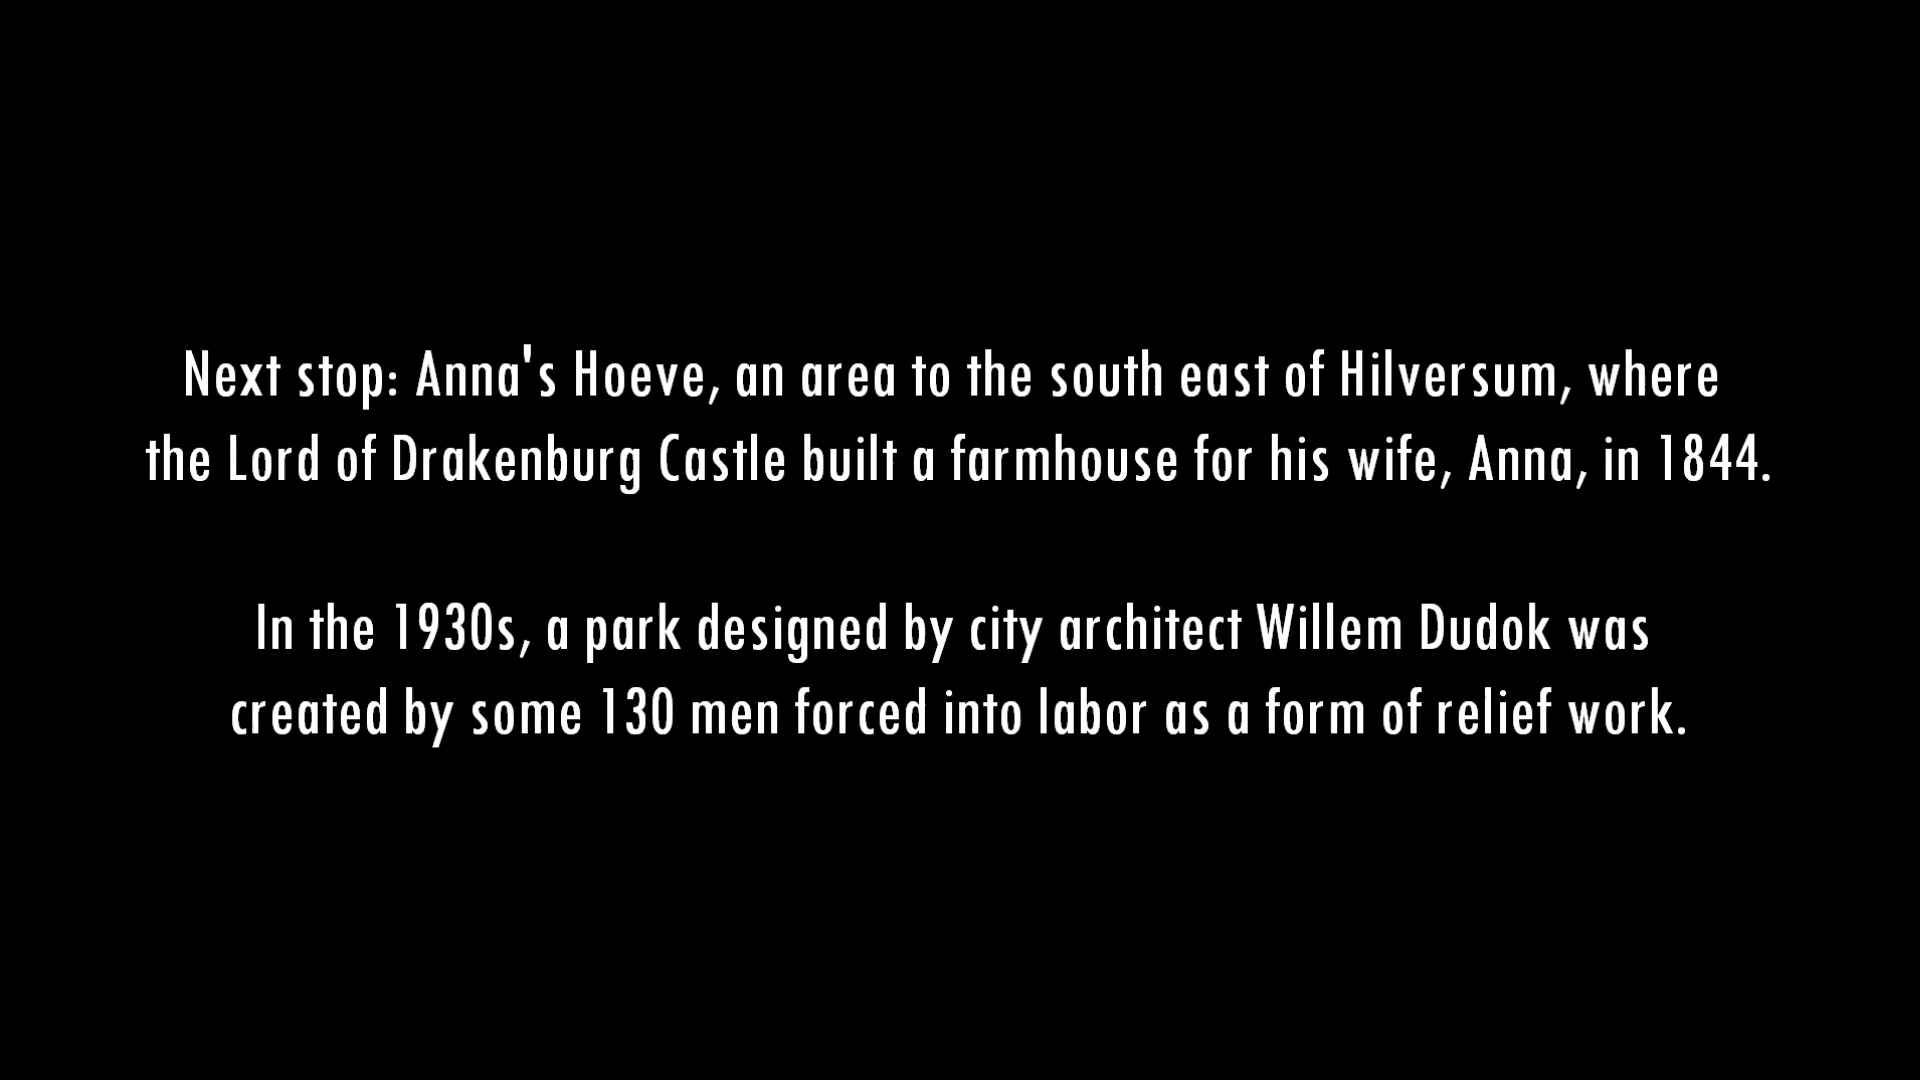 Next stop: Anna's Hoeve, an area to the south east of Hilversum, where
the Lord of Drakenburg Castle built a farmhouse for his wife, Anna, in 1844.
In the 1930s, a park designed by city architect Willem Dudok was
created by some 130 men forced into labor as a form of relief work.